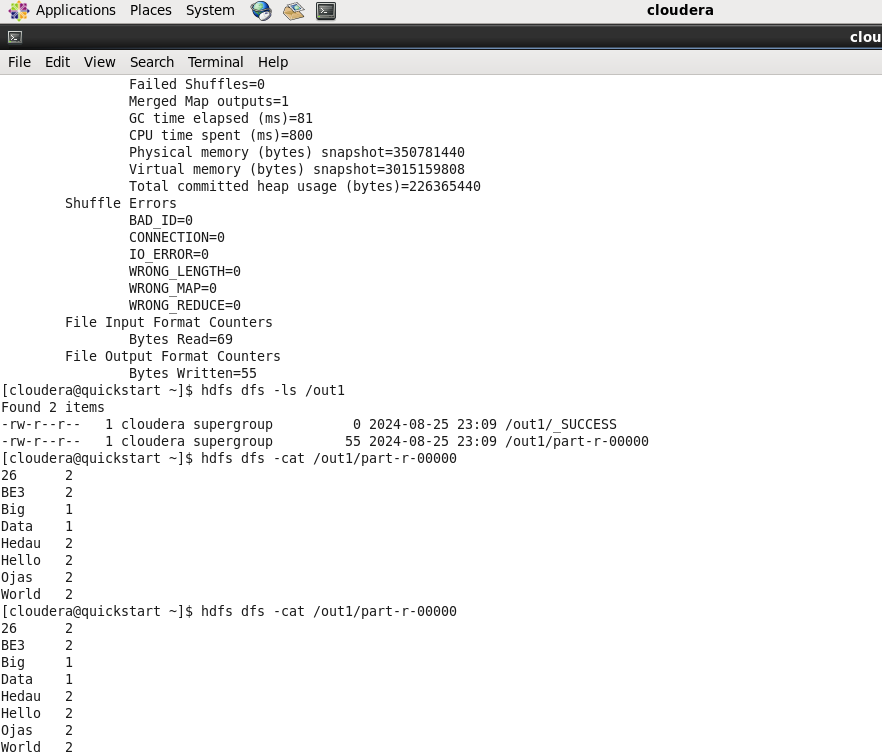 Applications Places System cloudera
clou
File Edit View Search Terminal Help
Failed Shuffles=0
Merged Map outputs=1
GC time elapsed (ms)=81
CPU time spent (ms)=800
Physical memory (bytes) snapshot=350781440
Virtual memory (bytes) snapshot=3015159808
Total committed heap usage (bytes)=226365440
Shuffle Errors
BAD_ID=0
CONNECTION=0
IO_ERROR=0
WRONG_LENGTH=0
WRONG_MAP=0
WRONG_REDUCE=0
File Input Format Counters
Bytes Read=69
File Output Format Counters
Bytes Written=55
[cloudera@quickstart ~]$ hdfs dfs -ls /out1
Found 2 items
-rw-r--r--   1 cloudera supergroup          0 2024-08-25 23:09 /out1/_SUCCESS
-rw-r--r--   1 cloudera supergroup         55 2024-08-25 23:09 /out1/part-r-00000
[cloudera@quickstart ~]$ hdfs dfs -cat /out1/part-r-00000
26      2
BE3     2
Big     1
Data    1
Hedau   2
Hello   2
Ojas    2
World   2
[cloudera@quickstart ~]$ hdfs dfs -cat /out1/part-r-00000
26      2
BE3     2
Big     1
Data    1
Hedau   2
Hello   2
Ojas    2
World   2